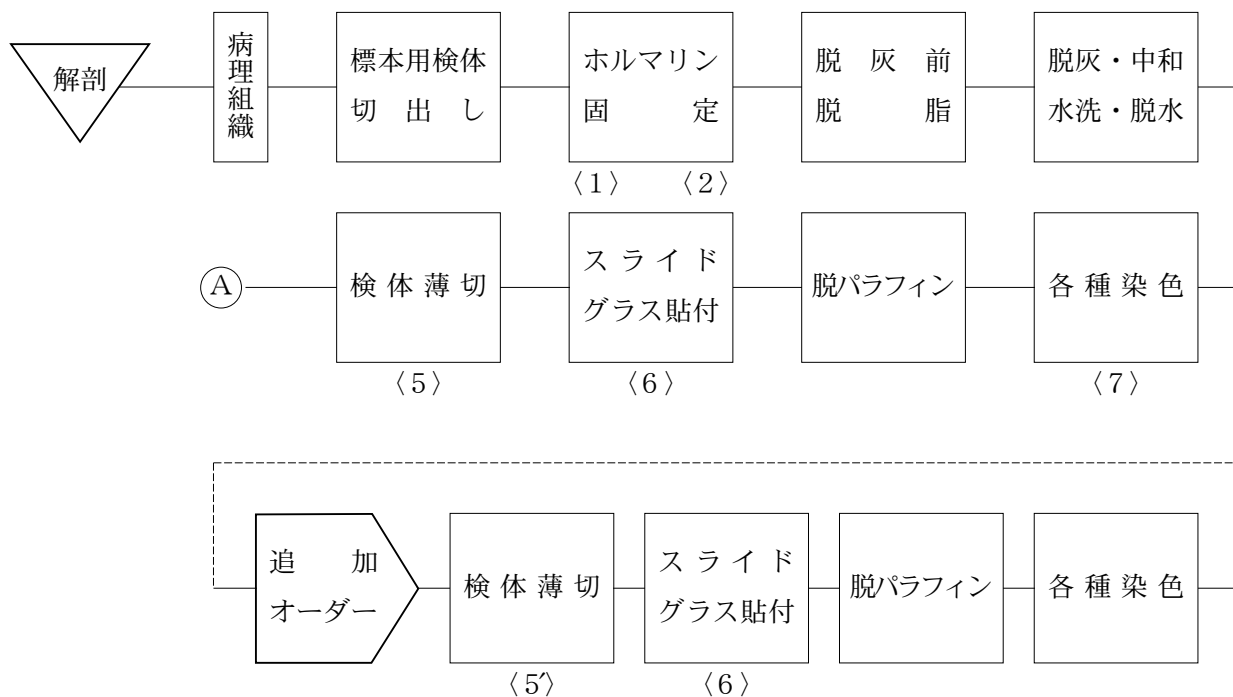 解剖
病理組織
標本用検体
切出し
ホルマリン
固定
脱灰前
脱脂
脱灰・中和
水洗・脱水
〈1〉
〈2〉
Ⓐ
検体薄切
スライド
グラス貼付
脱パラフィン
各種染色
〈5〉
〈6〉
〈7〉
追加
オーダー
検体薄切
スライド
グラス貼付
脱パラフィン
各種染色
〈5′〉
〈6〉